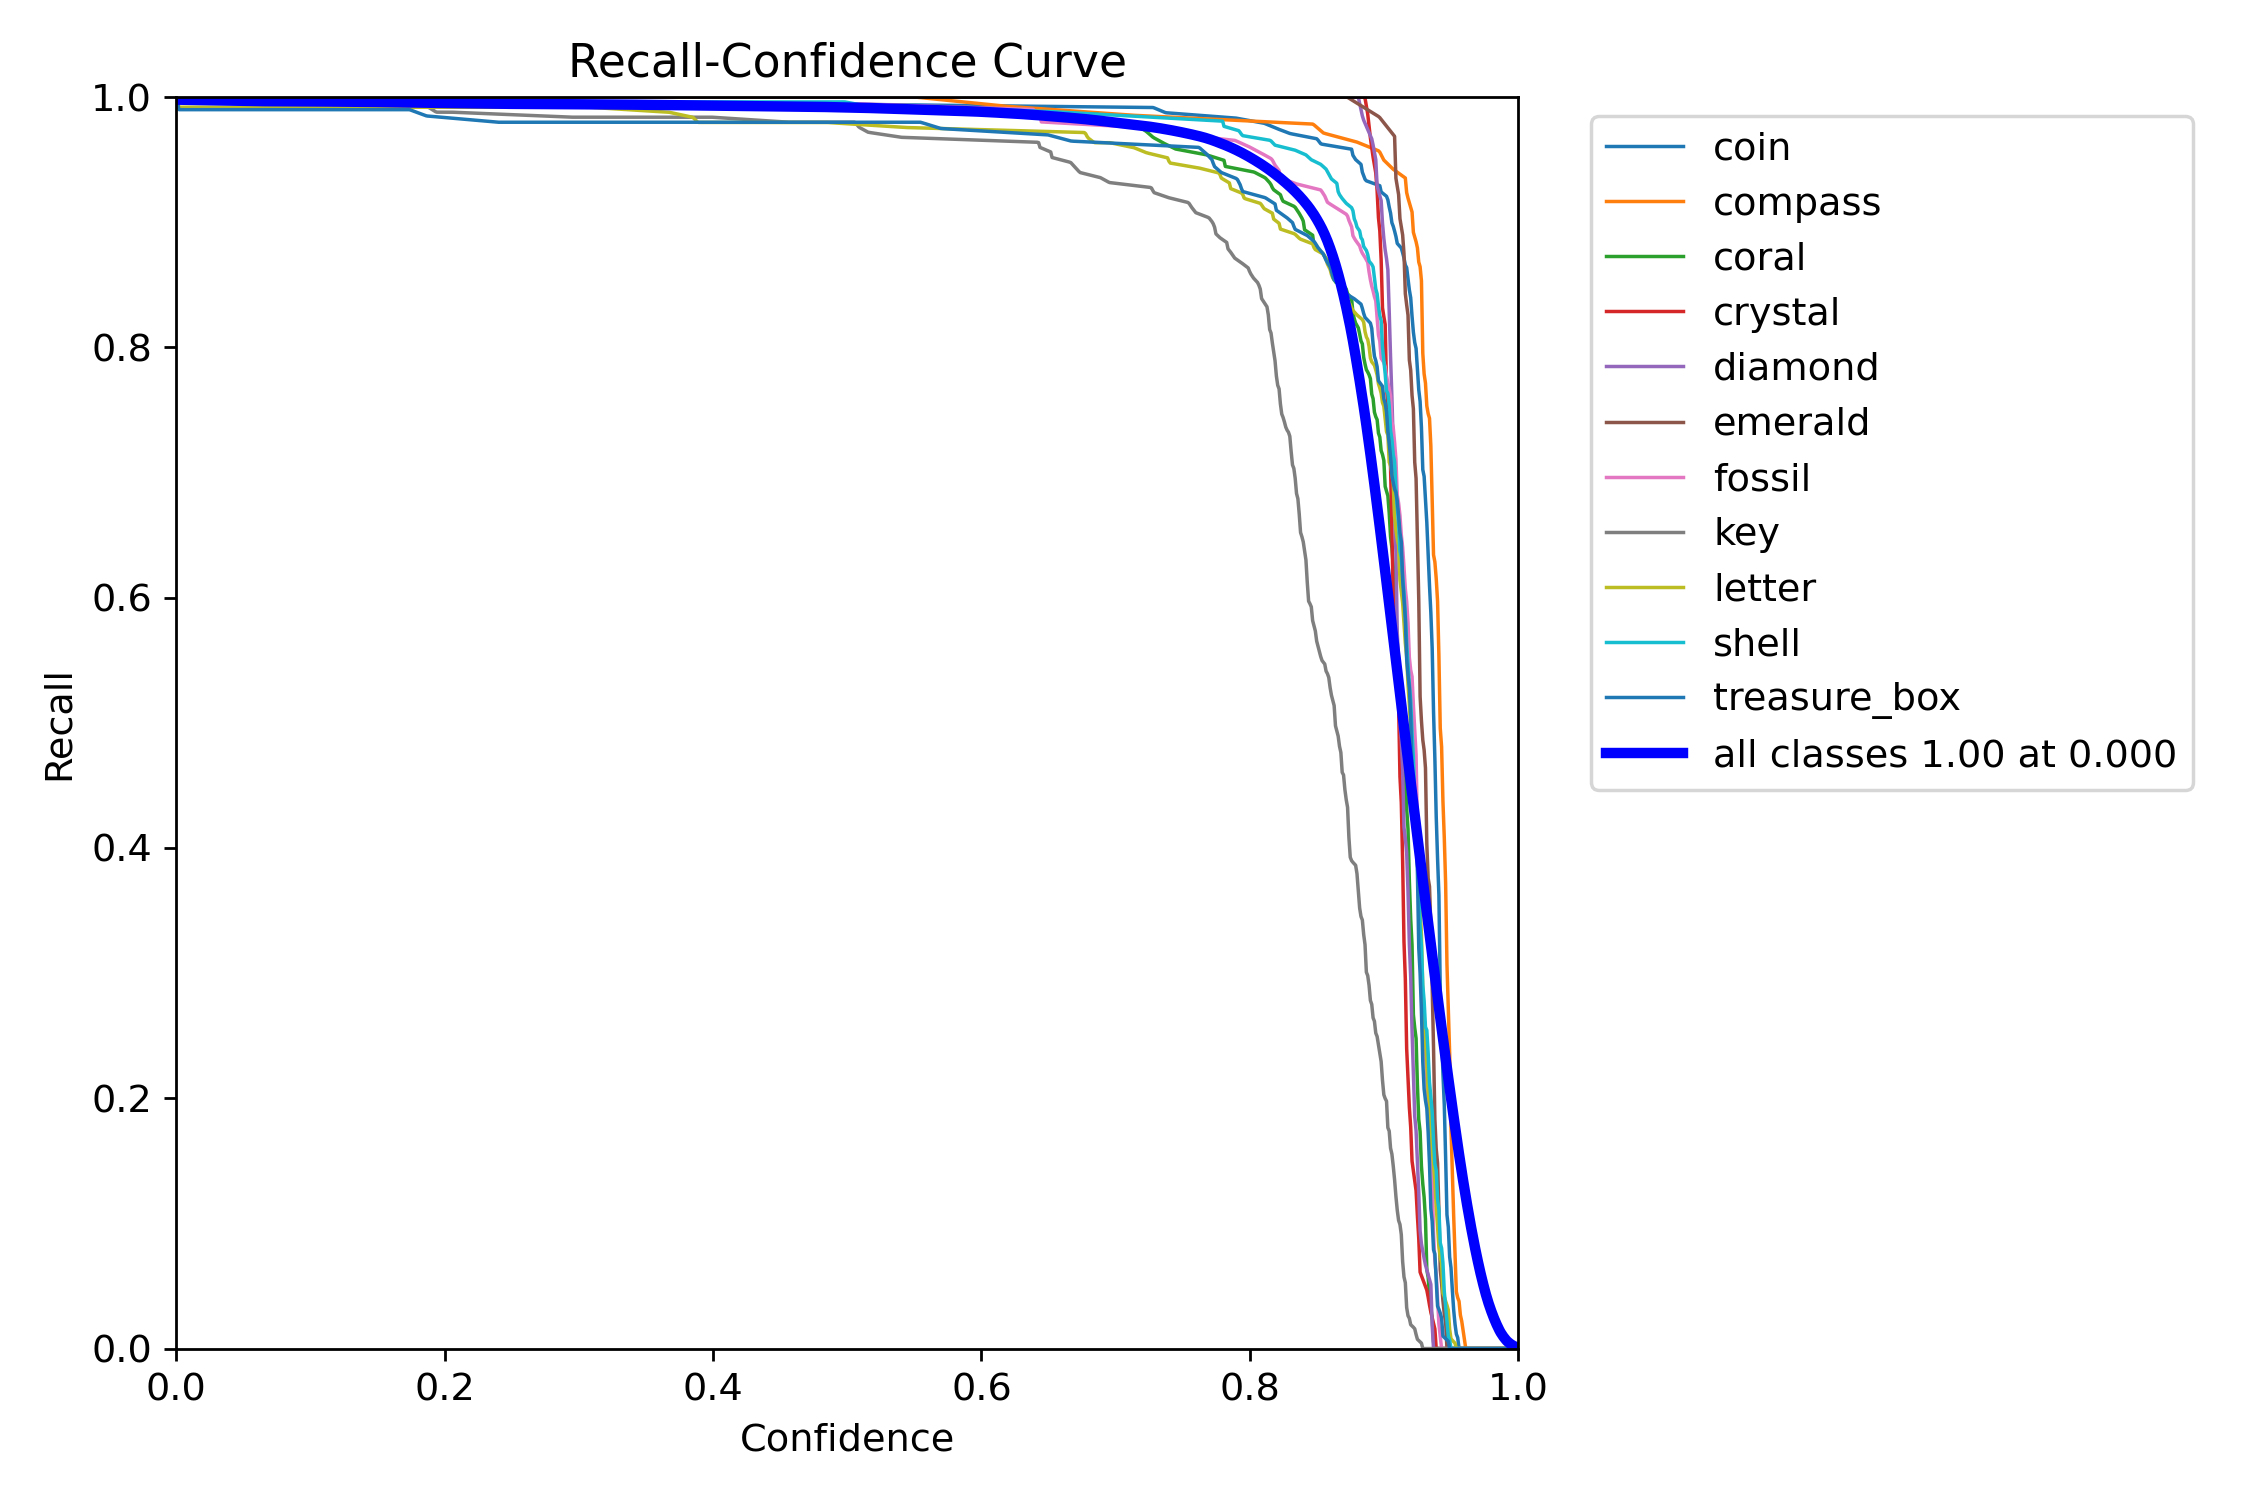 Recall-Confidence Curve
1.0
0.8
0.6
0.4
0.2
0.0
Recall
0.0 0.2 0.4 0.6 0.8 1.0
Confidence
coin
compass
coral
crystal
diamond
emerald
fossil
key
letter
shell
treasure_box
all classes 1.00 at 0.000